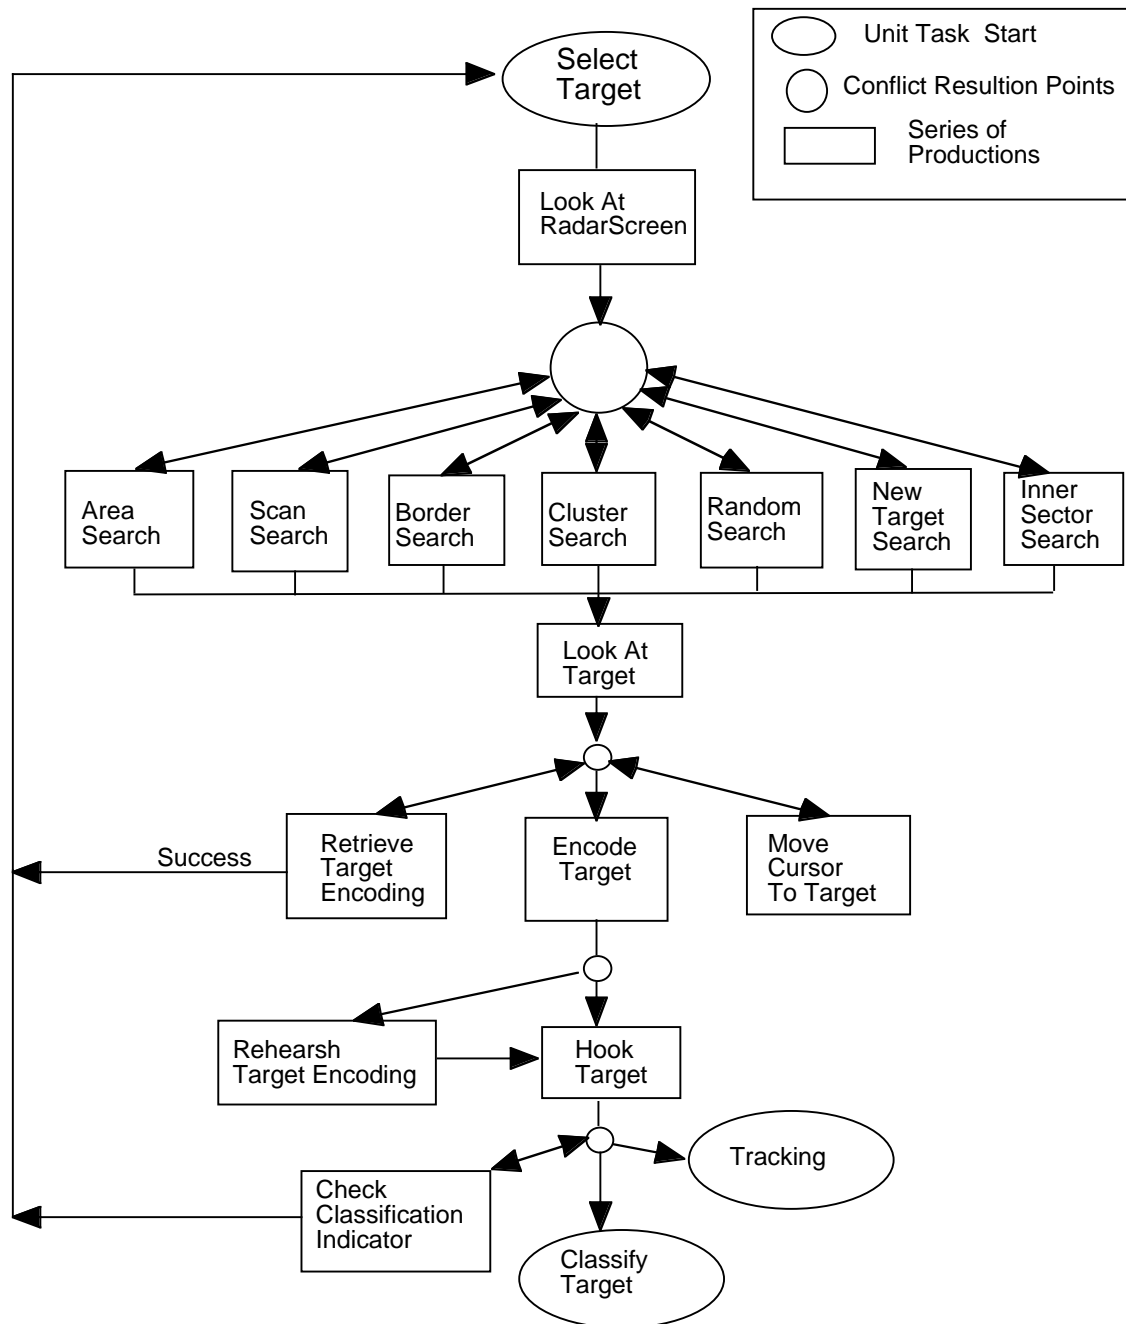 Unit Task Start
Conflict Resultion Points
Series of
Productions
Select
Target
Look At
RadarScreen
Area
Search
Scan
Search
Border
Search
Cluster
Search
Random
Search
New
Target
Search
Inner
Sector
Search
Look At
Target
Success
Retrieve
Target
Encoding
Encode
Target
Move
Cursor
To Target
Rehearsh
Target Encoding
Hook
Target
Tracking
Check
Classification
Indicator
Classify
Target